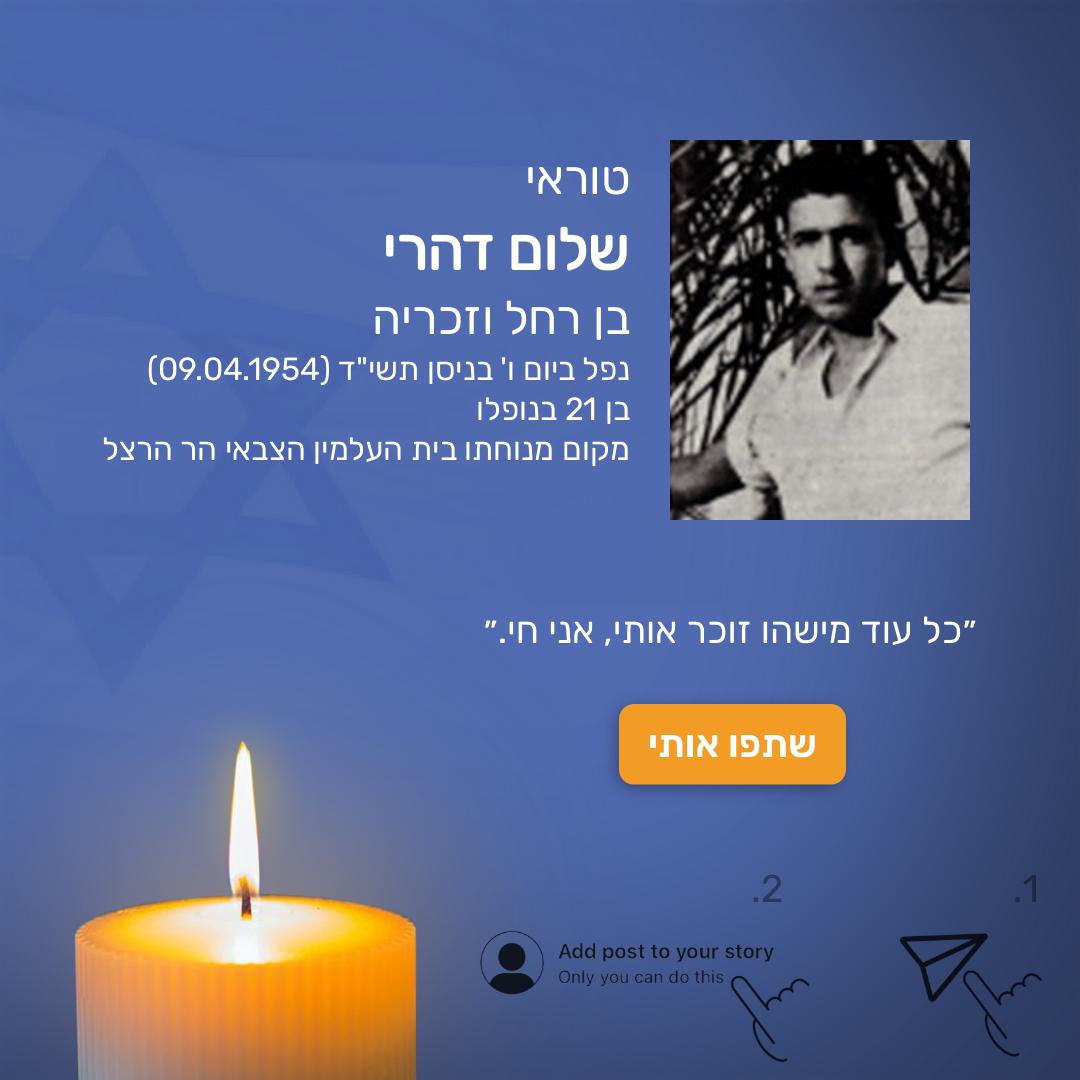 טוראי
שלום דהרי
בן רחל וזכריה
נפל ביום ו' בניסן תשי"ד (09.04.1954)
בן 21 בנופלו
מקום מנוחתו בית העלמין הצבאי הר הרצל
״כל עוד מישהו זוכר אותי, אני חי.״
שתפו אותי
.1
.2
Add post to your story
Only you can do this